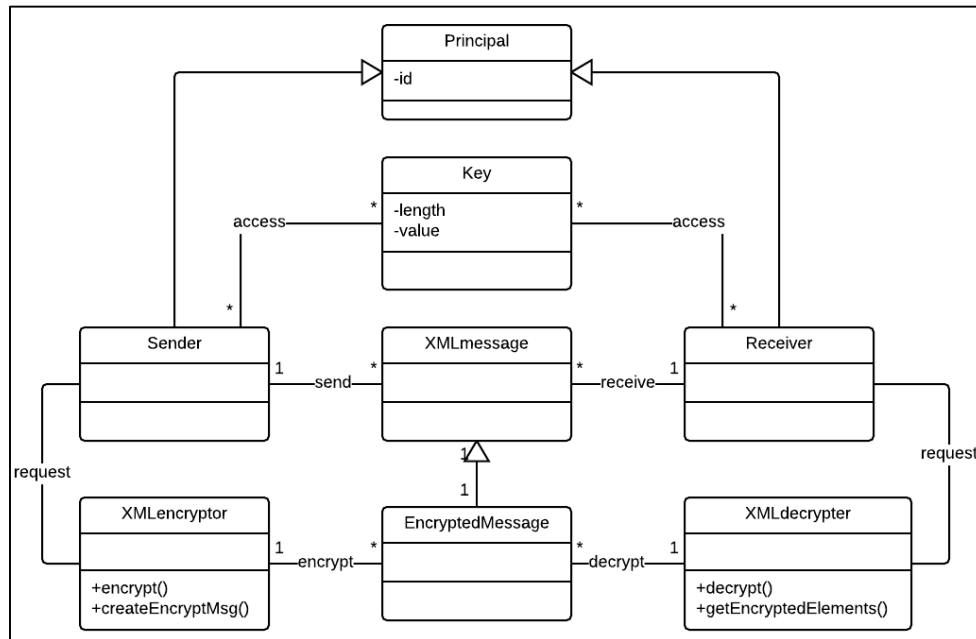 Principal
-id
Key
-length
-value
* *
access access
* *
Sender XMLmessage Receiver
1 send * * receive 1
request request
1
1
XMLencryptor EncryptedMessage XMLdecrypter
1 encrypt * * decrypt 1
+encrypt() +decrypt()
+createEncryptMsg() +getEncryptedElements()